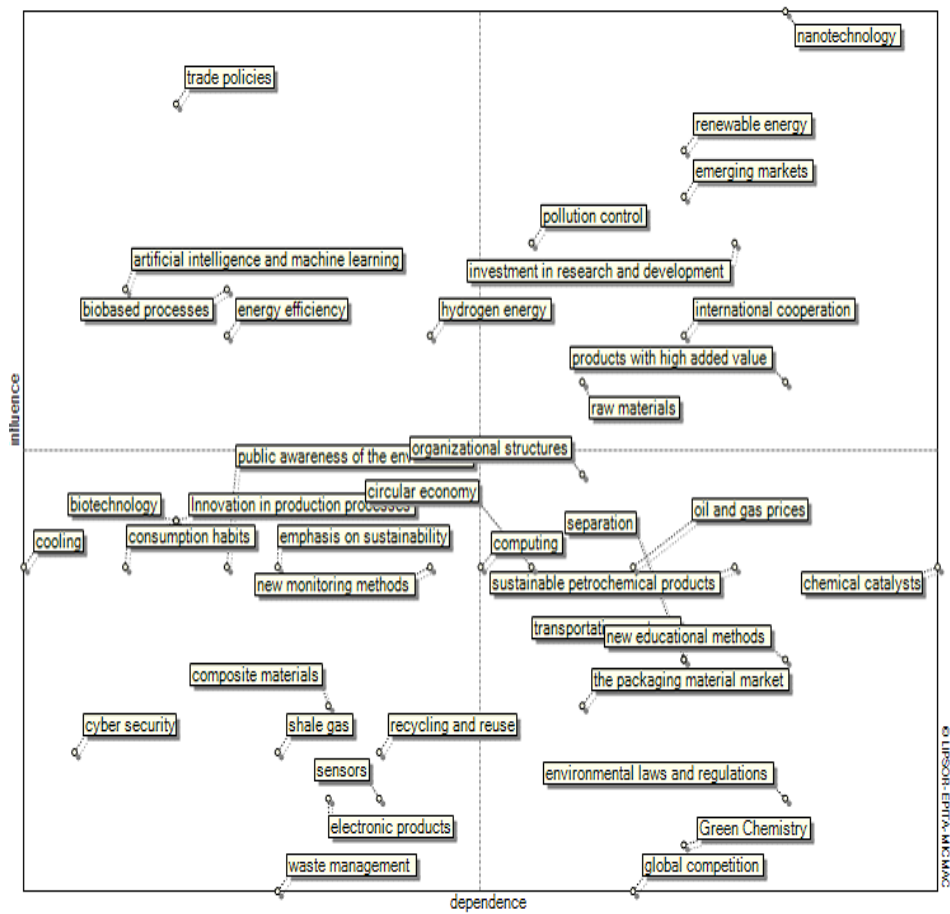 nanotechnology
trade policies
renewable energy
emerging markets
pollution control
artificial intelligence and machine learning
investment in research and development
biobased processes
energy efficiency
hydrogen energy
international cooperation
products with high added value
raw materials
influence
public awareness of the
organizational structures
circular economy
biotechnology
Innovation in production processes
oil and gas prices
separation
cooling
consumption habits
emphasis on sustainability
computing
new monitoring methods
sustainable petrochemical products
chemical catalysts
new educational methods
composite materials
the packaging material market
cyber security
shale gas
recycling and reuse
sensors
environmental laws and regulations
electronic products
Green Chemistry
waste management
global competition
dependence
© LIPSOR-EPITA-MICMAC